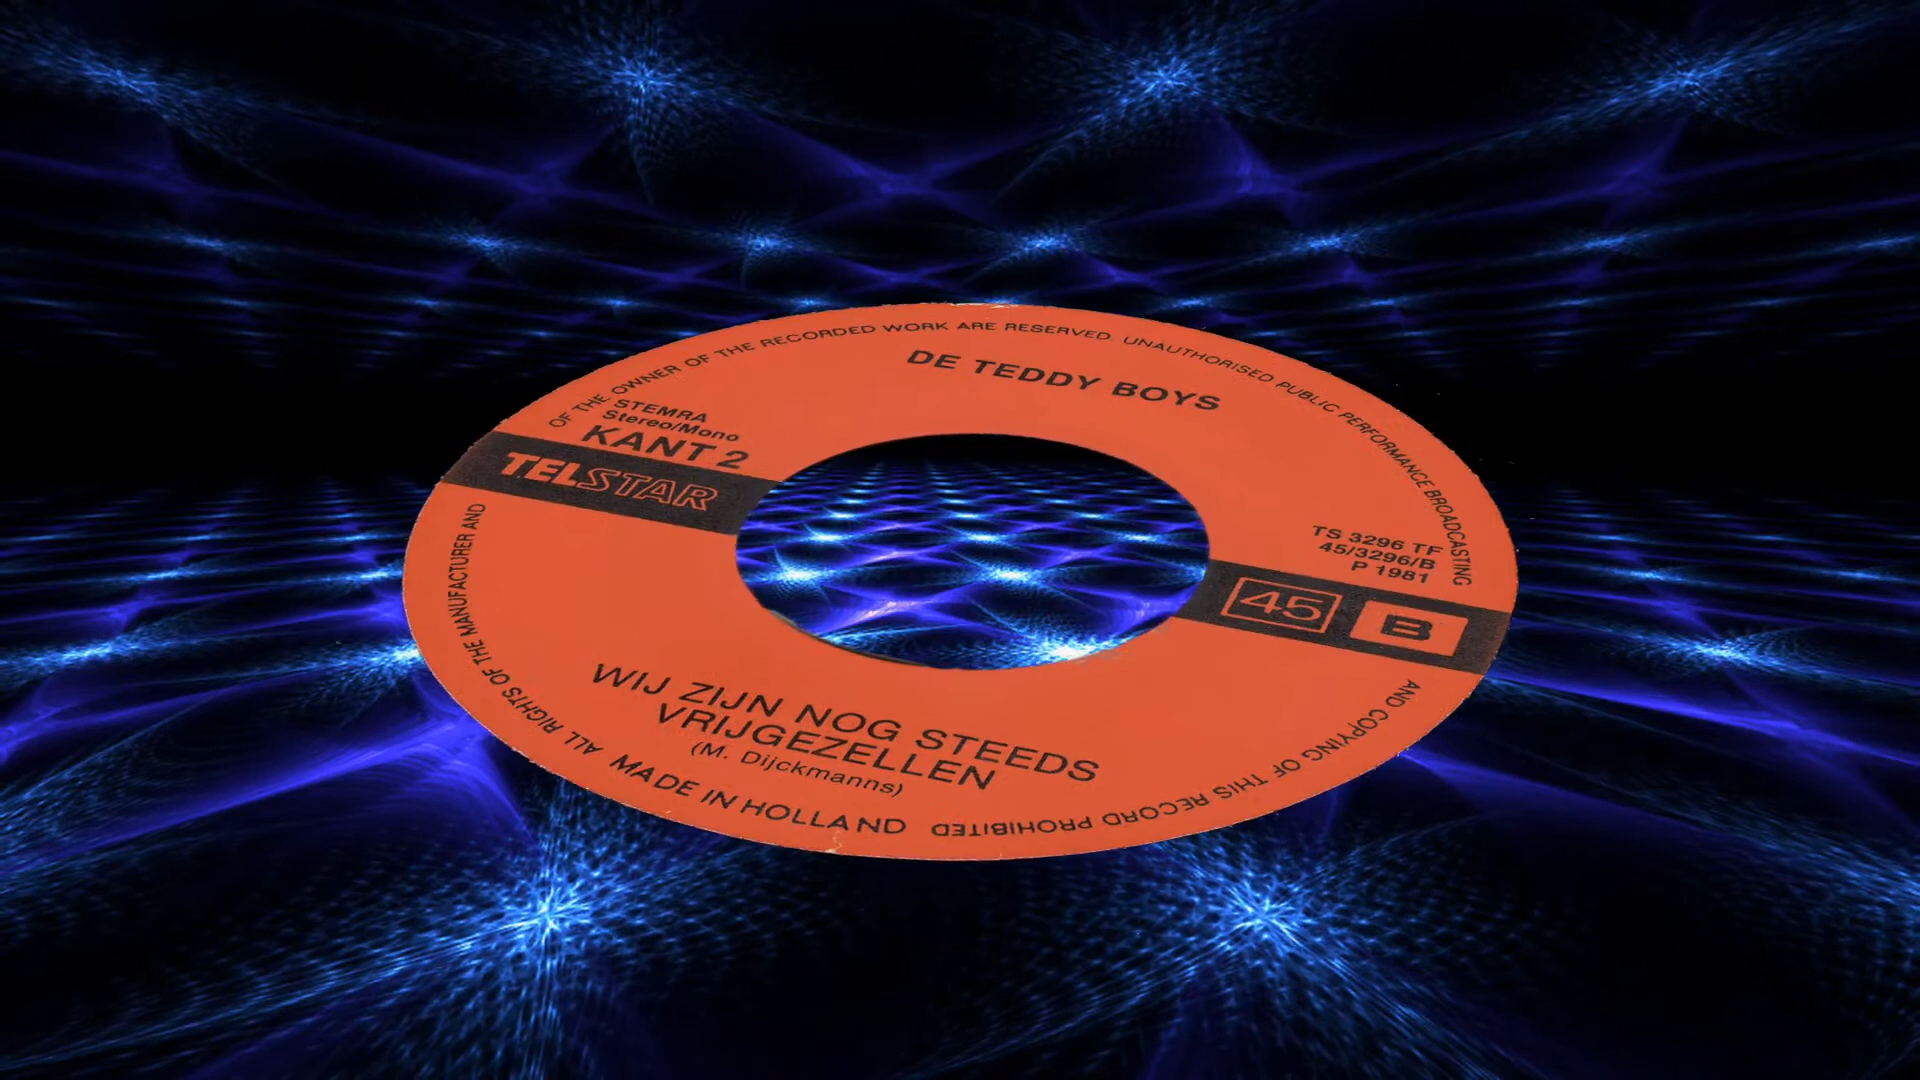 OF THE OWNER OF THE RECORDED WORK ARE RESERVED. UNAUTHORISED PUBLIC PERFORMANCE BROADCASTING
DE TEDDY BOYS
STEMRA
Stereo/Mono
KANT 2
TELSTAR
TS 3296 TF
45/3296/B
P 1981
45 B
WIJ ZIJN NOG STEEDS
VRIJGEZELLEN
(M. Dijckmanns)
MADE IN HOLLAND
AND COPYING OF THIS RECORD PROHIBITED
ALL RIGHTS OF THE MANUFACTURER AND